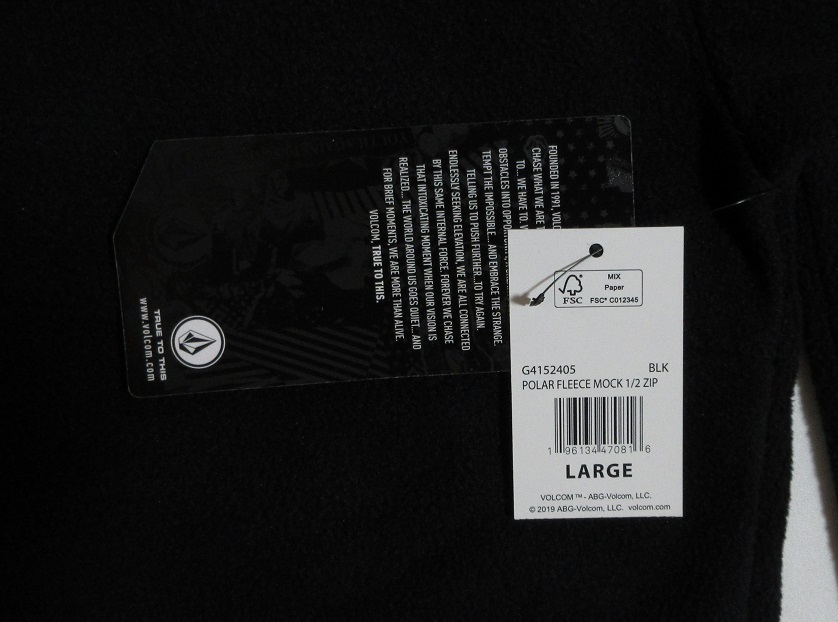 FOUNDED IN 1991,
CHASE WHAT WE ARE
TO... WE HAVE TO.
OBSTACLES INTO
TEMPT THE IMPOSSIBLE... AND EMBRACE THE STRANGE.
TELLING US TO PUSH FURTHER...TO TRY AGAIN.
ENDLESSLY SEEKING ELEVATION, WE ARE ALL CONNECTED
BY THIS SAME INTERNAL FORCE. FOREVER WE CHASE
THAT INTOXICATING MOMENT WHEN OUR VISION IS
REALIZED... THE WORLD AROUND US GOES QUIET... AND
FOR BRIEF MOMENTS, WE ARE MORE THAN ALIVE.
VOLCOM. TRUE TO THIS.
TRUE TO THIS
www.volcom.com
FSC
MIX
Paper
FSC® C012345
G4152405 BLK
POLAR FLEECE MOCK 1/2 ZIP
1 96134 47081 6
LARGE
VOLCOM ™ - ABG-Volcom, LLC.
© 2019 ABG-Volcom, LLC. volcom.com